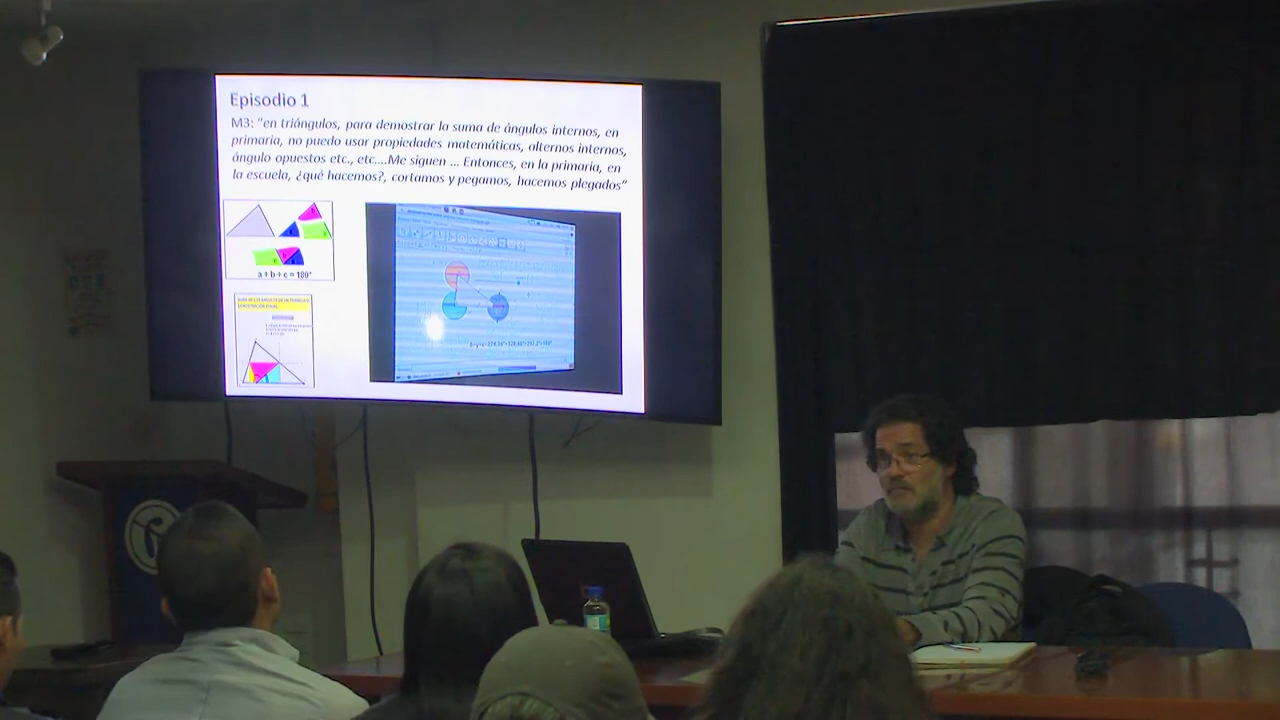 Episodio 1
M3: "en triángulos, para demostrar la suma de ángulos internos, en
primaria, no puedo usar propiedades matemáticas, alternos internos,
ángulo opuestos etc., etc....Me siguen ... Entonces, en la primaria, en
la escuela, ¿qué hacemos?, cortamos y pegamos, hacemos plegados"
a + b + c = 180°